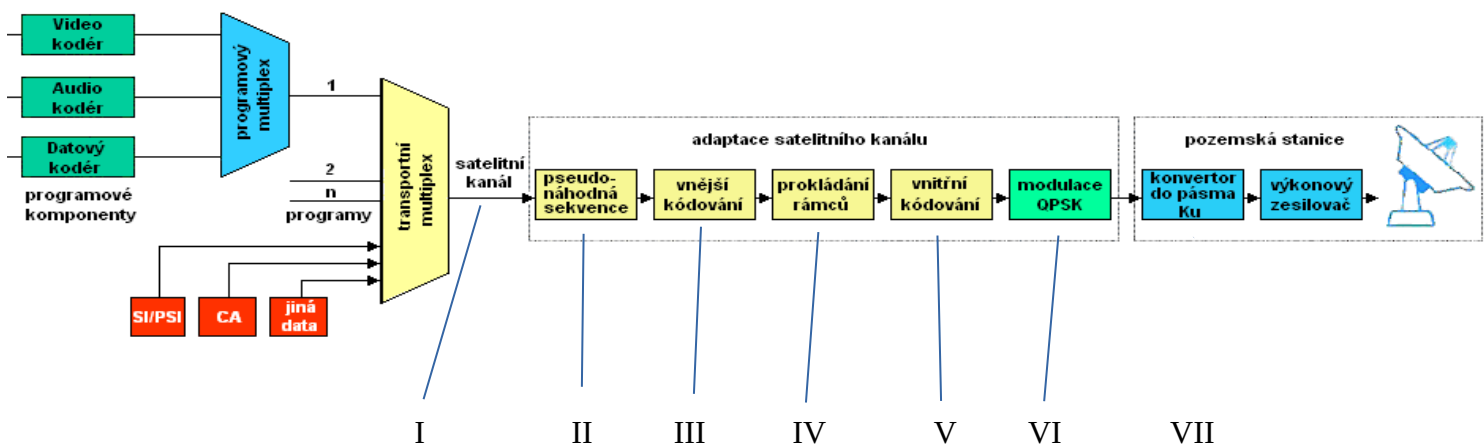 Video
kodér
Audio
kodér
Datový
kodér
programové
komponenty
programový
multiplex
1
2
n
programy
transportní
multiplex
SI/PSI
CA
jiná
data
satelitní
kanál
adaptace satelitního kanálu
pseudo-
náhodná
sekvence
vnější
kódování
prokládání
rámců
vnitřní
kódování
modulace
QPSK
pozemská stanice
konvertor
do pásma
Ku
výkonový
zesilovač
I
II
III
IV
V
VI
VII